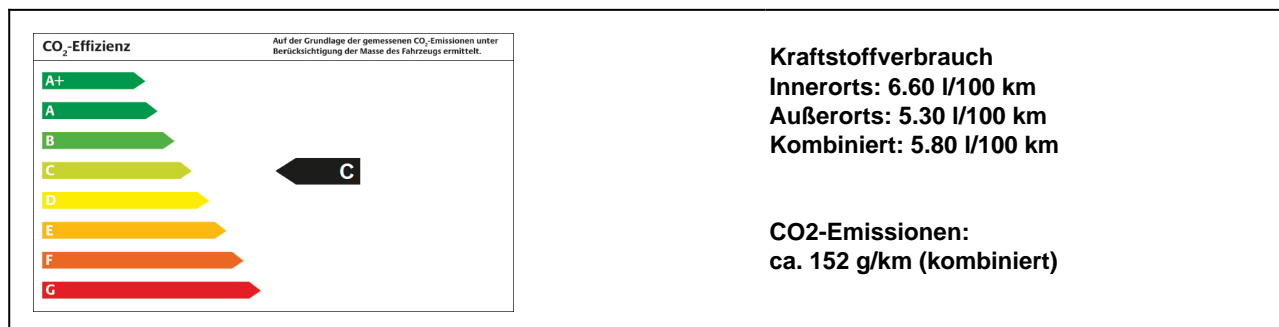 CO₂-Effizienz
Auf der Grundlage der gemessenen CO₂-Emissionen unter
Berücksichtigung der Masse des Fahrzeugs ermittelt.
A+
A
B
C
C
D
E
F
G
Kraftstoffverbrauch
Innerorts: 6.60 l/100 km
Außerorts: 5.30 l/100 km
Kombiniert: 5.80 l/100 km
CO2-Emissionen:
ca. 152 g/km (kombiniert)